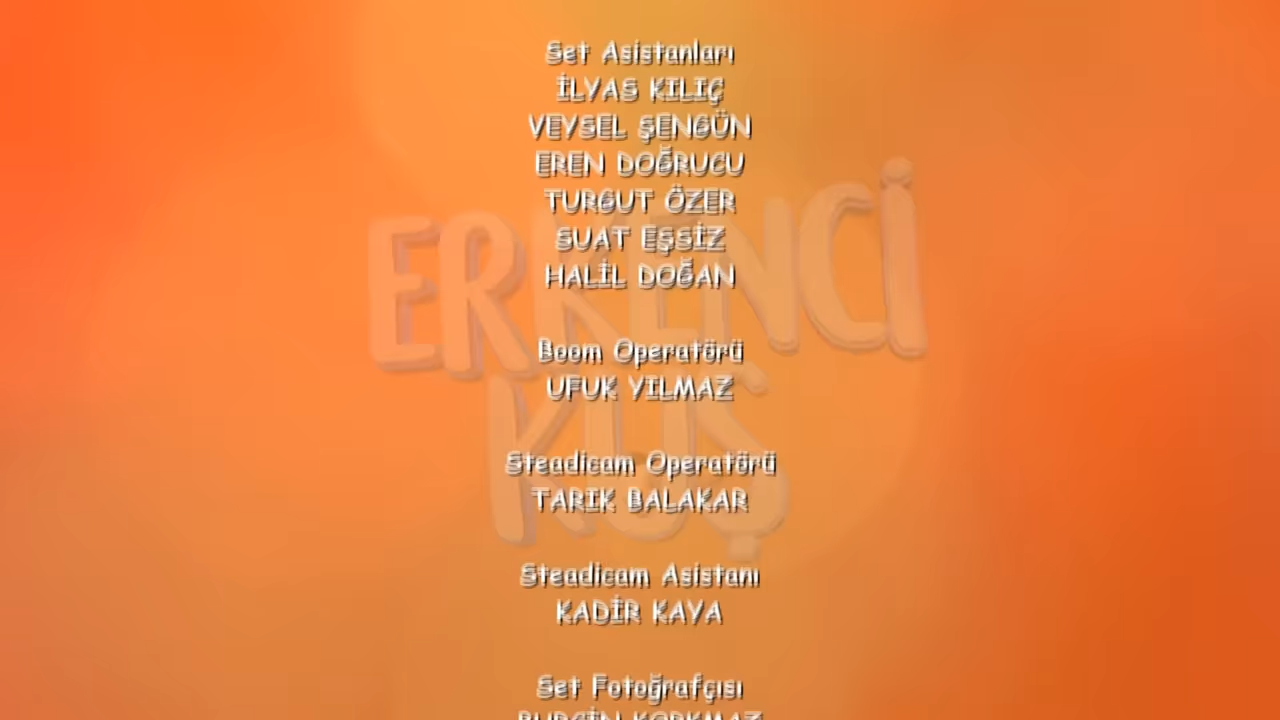 Set Asistanları
İLYAS KILIÇ
VEYSEL ŞENGÜN
EREN DOĞRUCU
TURGUT ÖZER
SUAT EŞSİZ
HALİL DOĞAN
ERKENCİ
KUŞ
Boom Operatörü
UFUK YILMAZ
Steadicam Operatörü
TARIK BALAKAR
Steadicam Asistanı
KADİR KAYA
Set Fotoğrafçısı